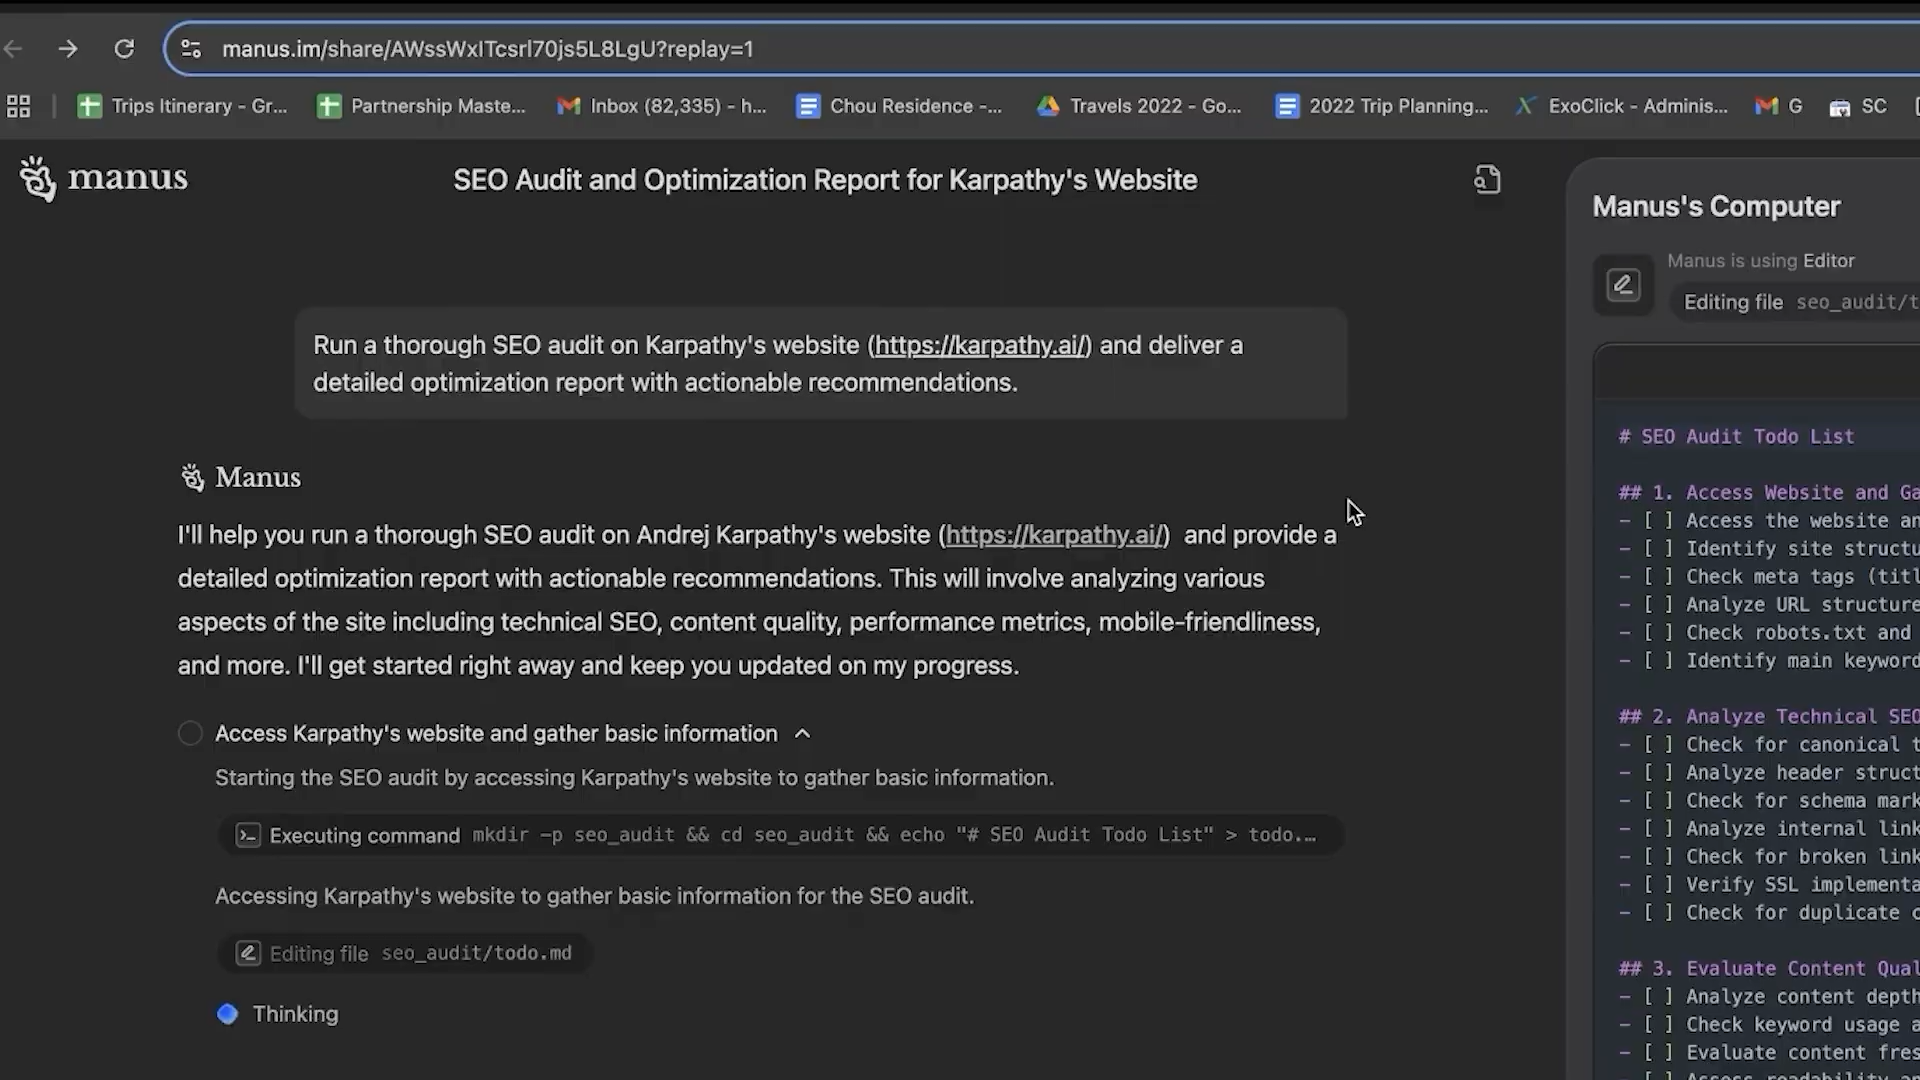 manus.im/share/AWssWxITcsrl70js5L8LgU?replay=1
Trips Itinerary - Gr...
Partnership Maste...
Inbox (82,335) - h...
Chou Residence -...
Travels 2022 - Go...
2022 Trip Planning...
ExoClick - Adminis...
G
SC
manus
SEO Audit and Optimization Report for Karpathy's Website
Run a thorough SEO audit on Karpathy's website (https://karpathy.ai/) and deliver a
detailed optimization report with actionable recommendations.
Manus
I'll help you run a thorough SEO audit on Andrej Karpathy's website (https://karpathy.ai/) and provide a
detailed optimization report with actionable recommendations. This will involve analyzing various
aspects of the site including technical SEO, content quality, performance metrics, mobile-friendliness,
and more. I'll get started right away and keep you updated on my progress.
Access Karpathy's website and gather basic information
Starting the SEO audit by accessing Karpathy's website to gather basic information.
Executing command mkdir -p seo_audit && cd seo_audit && echo "# SEO Audit Todo List" > todo....
Accessing Karpathy's website to gather basic information for the SEO audit.
Editing file seo_audit/todo.md
Thinking
Manus's Computer
Manus is using Editor
Editing file seo_audit/t
# SEO Audit Todo List
## 1. Access Website and Ga
- [ ] Access the website an
- [ ] Identify site structu
- [ ] Check meta tags (titl
- [ ] Analyze URL structure
- [ ] Check robots.txt and
- [ ] Identify main keyword
## 2. Analyze Technical SEO
- [ ] Check for canonical t
- [ ] Analyze header struct
- [ ] Check for schema mark
- [ ] Analyze internal link
- [ ] Check for broken link
- [ ] Verify SSL implementa
- [ ] Check for duplicate c
## 3. Evaluate Content Qual
- [ ] Analyze content depth
- [ ] Check keyword usage a
- [ ] Evaluate content fres